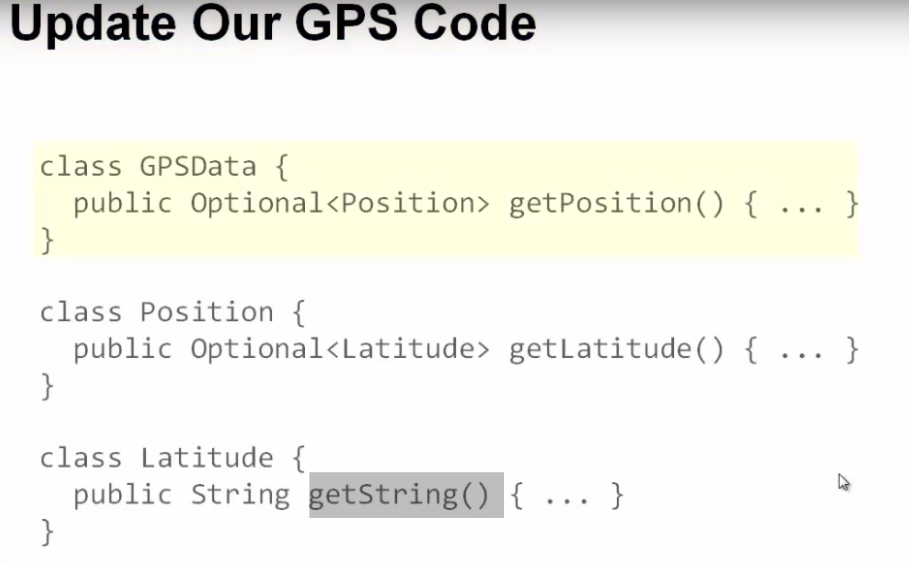 Update Our GPS Code
class GPSData {
public Optional<Position> getPosition() { ... }
}
class Position {
public Optional<Latitude> getLatitude() { ... }
}
class Latitude {
public String getString() { ... }
}